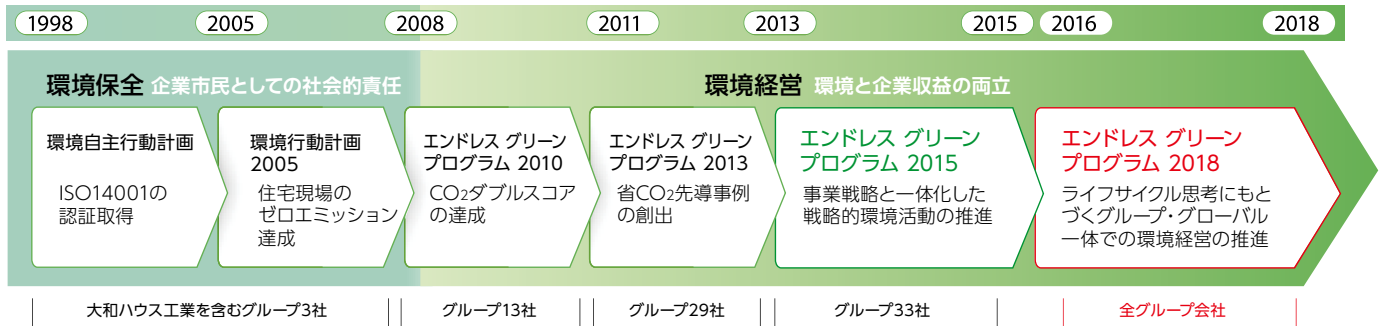 1998
2005
2008
2011
2013
2015
2016
2018
環境保全 企業市民としての社会的責任
環境経営 環境と企業収益の両立
環境自主行動計画
ISO14001の
認証取得
環境行動計画
2005
住宅現場の
ゼロエミッション
達成
エンドレス グリーン
プログラム 2010
CO₂ダブルスコア
の達成
エンドレス グリーン
プログラム 2013
省CO₂先導事例
の創出
エンドレス グリーン
プログラム 2015
事業戦略と一体化した
戦略的環境活動の推進
エンドレス グリーン
プログラム 2018
ライフサイクル思考にもと
づくグループ・グローバル
一体での環境経営の推進
大和ハウス工業を含むグループ3社
グループ13社
グループ29社
グループ33社
全グループ会社